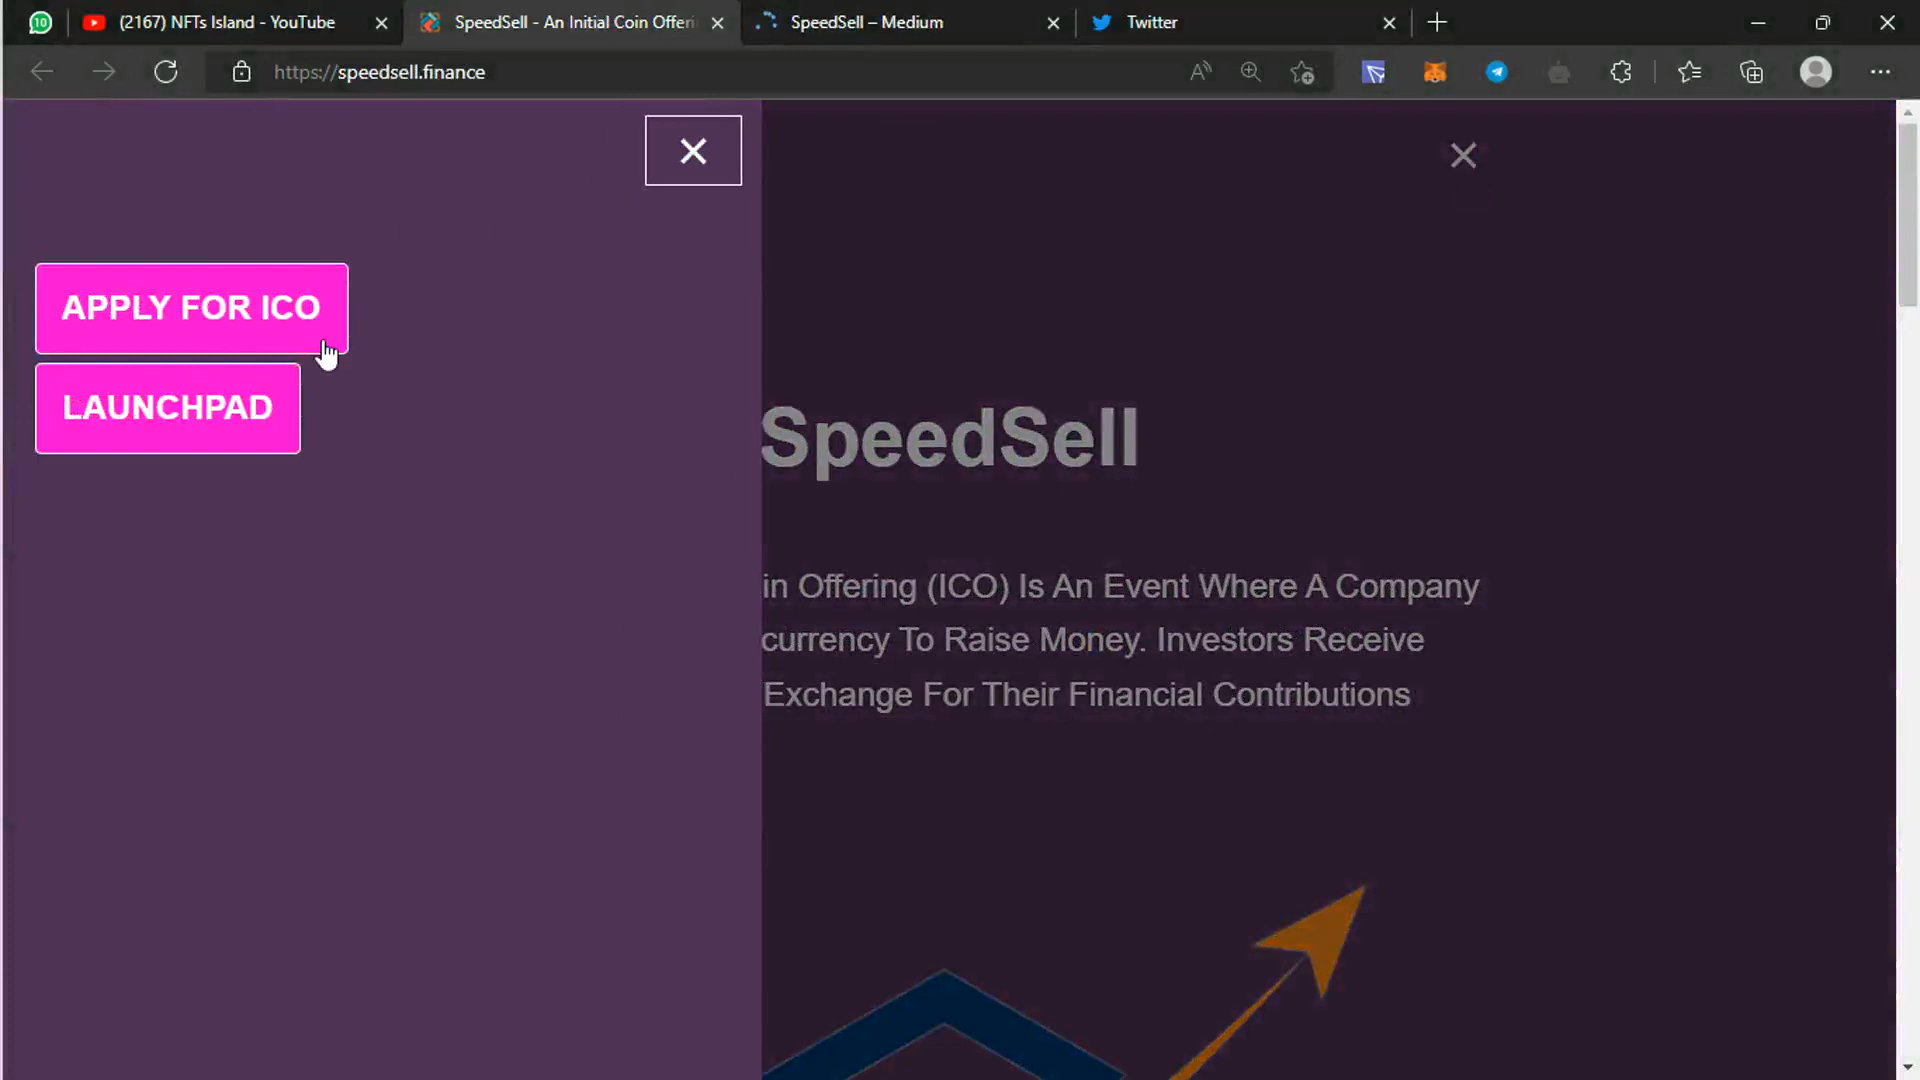 10
(2167) NFTs Island - YouTube
SpeedSell - An Initial Coin Offeri
SpeedSell – Medium
Twitter
https://speedsell.finance
APPLY FOR ICO
LAUNCHPAD
SpeedSell
in Offering (ICO) Is An Event Where A Company
currency To Raise Money. Investors Receive
Exchange For Their Financial Contributions